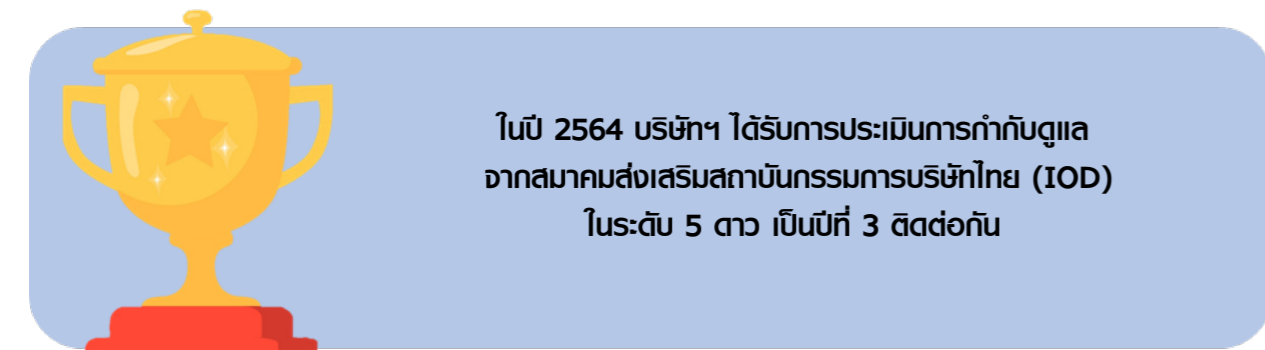 ในปี 2564 บริษัทฯ ได้รับการประเมินการกำกับดูแล
จากสมาคมส่งเสริมสถาบันกรรมการบริษัทไทย (IOD)
ในระดับ 5 ดาว เป็นปีที่ 3 ติดต่อกัน